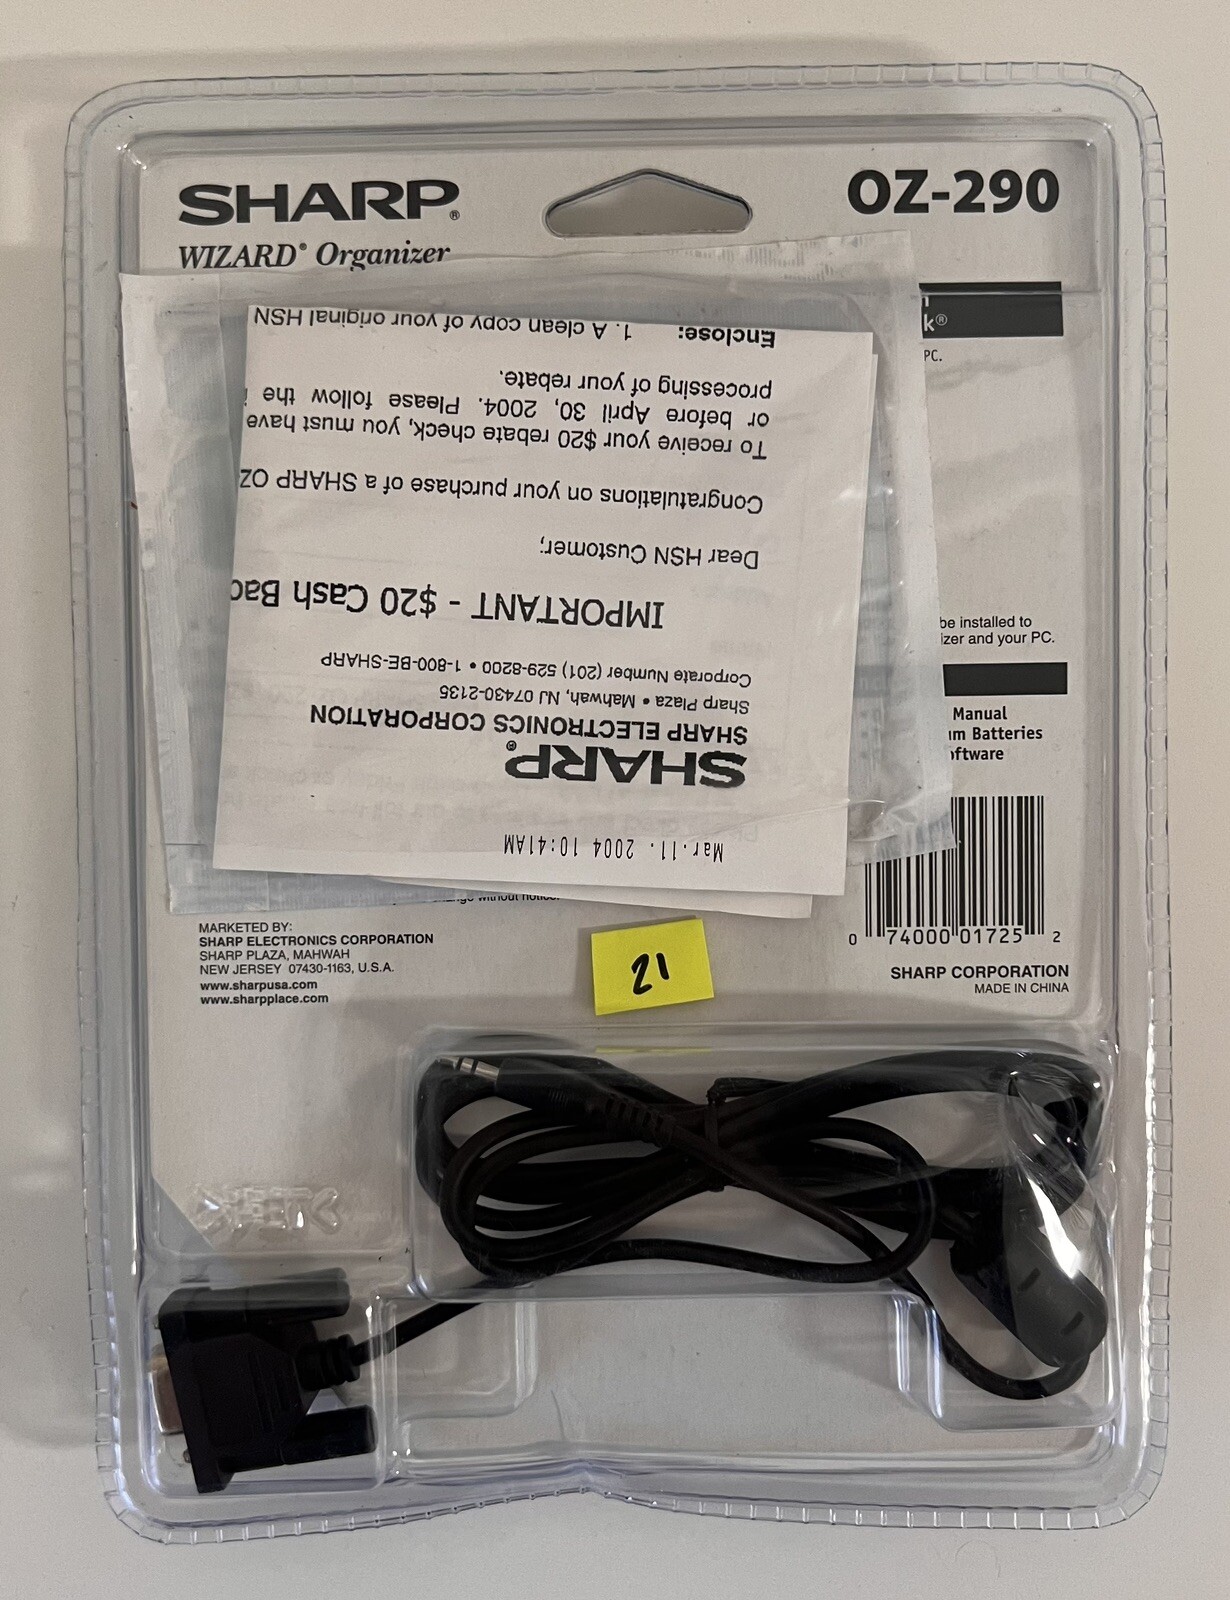 SHARP®
OZ-290
WIZARD® Organizer
k®
PC.
be installed to
izer and your PC.
Manual
m Batteries
oftware
Mar.11. 2004 10:41AM
SHARP®
SHARP ELECTRONICS CORPORATION
Sharp Plaza • Mahwah, NJ 07430-2135
Corporate Number (201) 529-8200 • 1-800-BE-SHARP
IMPORTANT - $20 Cash Bac
Dear HSN Customer;
Congratulations on your purchase of a SHARP OZ
To receive your $20 rebate check, you must have
or before April 30, 2004. Please follow the
processing of your rebate.
Enclose: 1. A clean copy of your original HSN
without notice.
MARKETED BY:
SHARP ELECTRONICS CORPORATION
SHARP PLAZA, MAHWAH
NEW JERSEY 07430-1163, U.S.A.
www.sharpusa.com
www.sharpplace.com
21
0 74000 01725 2
SHARP CORPORATION
MADE IN CHINA